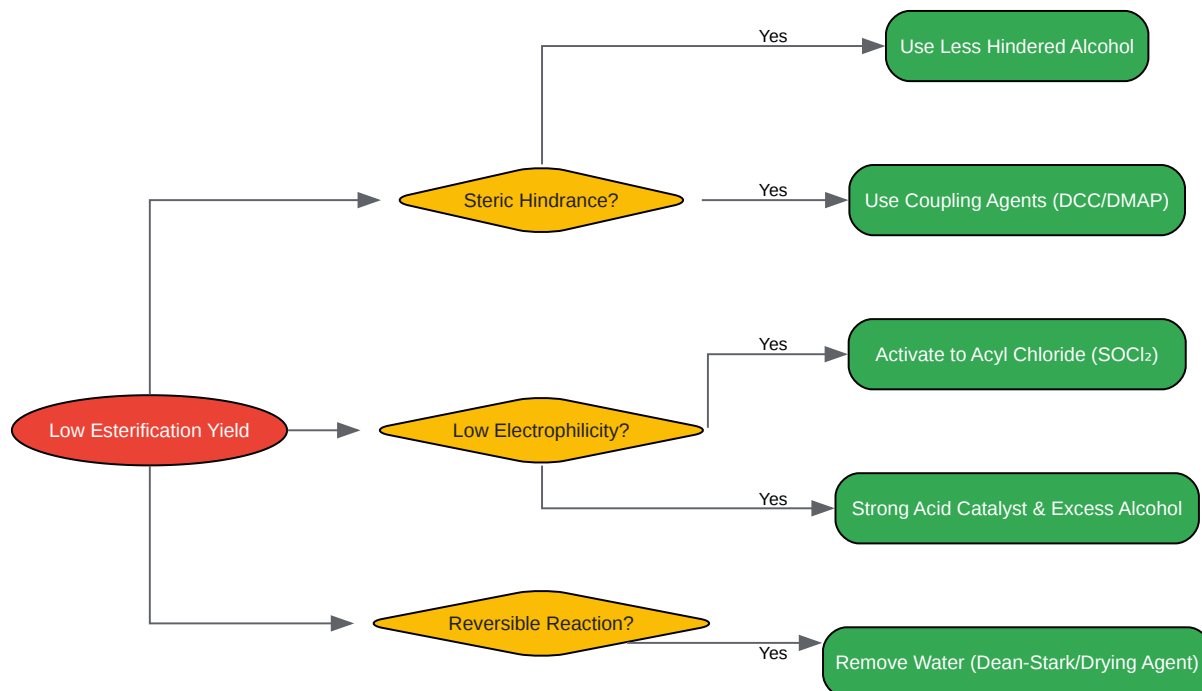 Yes
Use Less Hindered Alcohol
Steric Hindrance?
Yes
Use Coupling Agents (DCC/DMAP)
Yes
Activate to Acyl Chloride (SOCl₂)
Low Esterification Yield
Low Electrophilicity?
Yes
Strong Acid Catalyst & Excess Alcohol
Reversible Reaction?
Yes
Remove Water (Dean-Stark/Drying Agent)